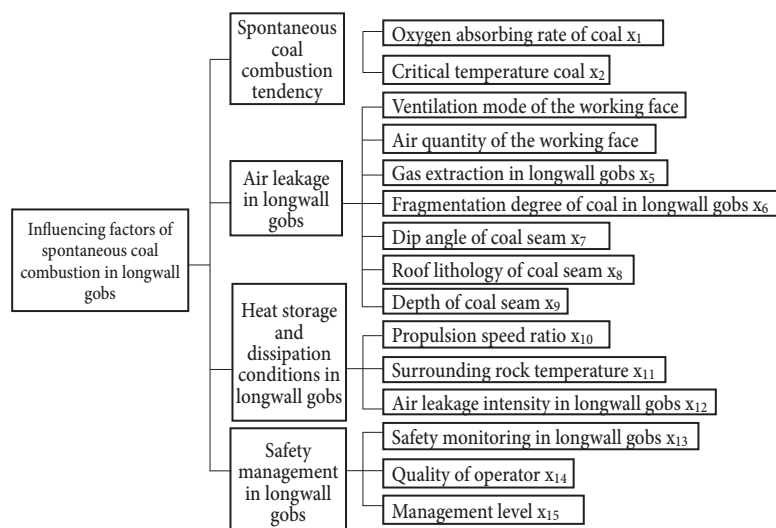 Influencing factors of
spontaneous coal
combustion in longwall
gobs
Spontaneous
coal
combustion
tendency
Oxygen absorbing rate of coal x₁
Critical temperature coal x₂
Air leakage
in longwall
gobs
Ventilation mode of the working face
Air quantity of the working face
Gas extraction in longwall gobs x₅
Fragmentation degree of coal in longwall gobs x₆
Dip angle of coal seam x₇
Roof lithology of coal seam x₈
Depth of coal seam x₉
Heat storage and
dissipation
conditions in
longwall gobs
Propulsion speed ratio x₁₀
Surrounding rock temperature x₁₁
Air leakage intensity in longwall gobs x₁₂
Safety
management
in longwall
gobs
Safety monitoring in longwall gobs x₁₃
Quality of operator x₁₄
Management level x₁₅